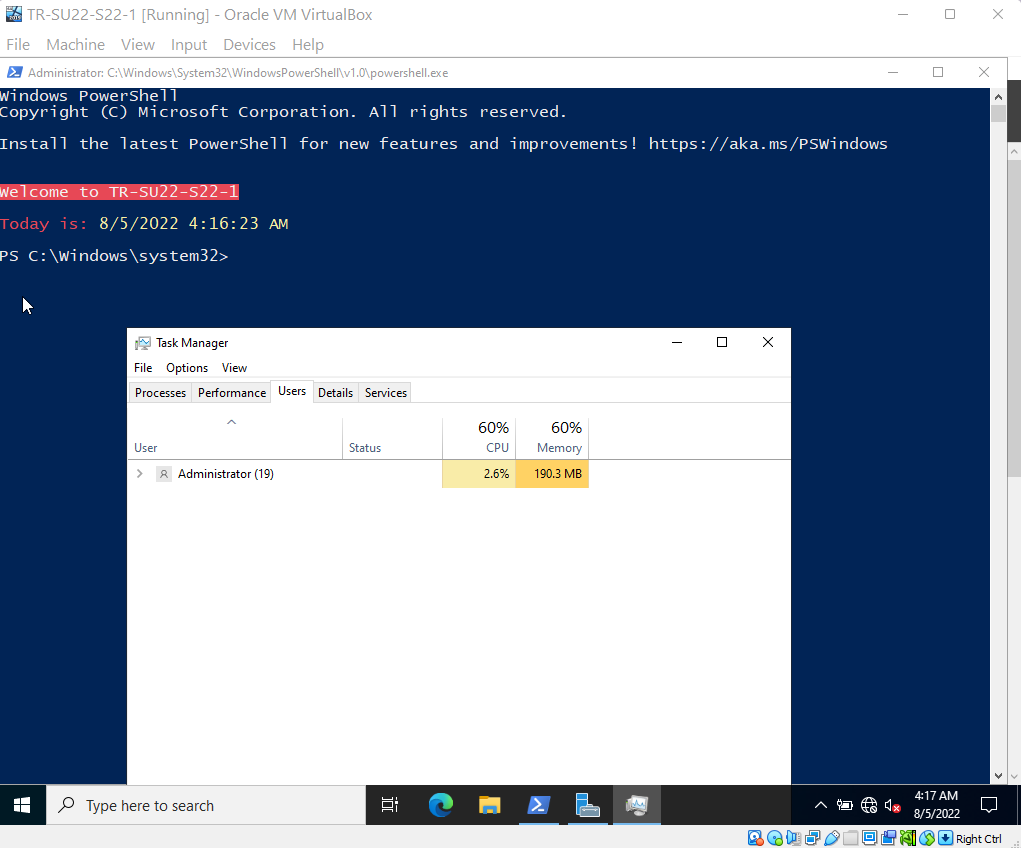 TR-SU22-S22-1 [Running] - Oracle VM VirtualBox
File Machine View Input Devices Help
Administrator: C:\Windows\System32\WindowsPowerShell\v1.0\powershell.exe
Windows PowerShell
Copyright (C) Microsoft Corporation. All rights reserved.
Install the latest PowerShell for new features and improvements! https://aka.ms/PSWindows
Welcome to TR-SU22-S22-1
Today is: 8/5/2022 4:16:23 AM
PS C:\Windows\system32>
Task Manager
File Options View
Processes Performance Users Details Services
60% 60%
User Status CPU Memory
Administrator (19) 2.6% 190.3 MB
Type here to search
4:17 AM
8/5/2022
Right Ctrl